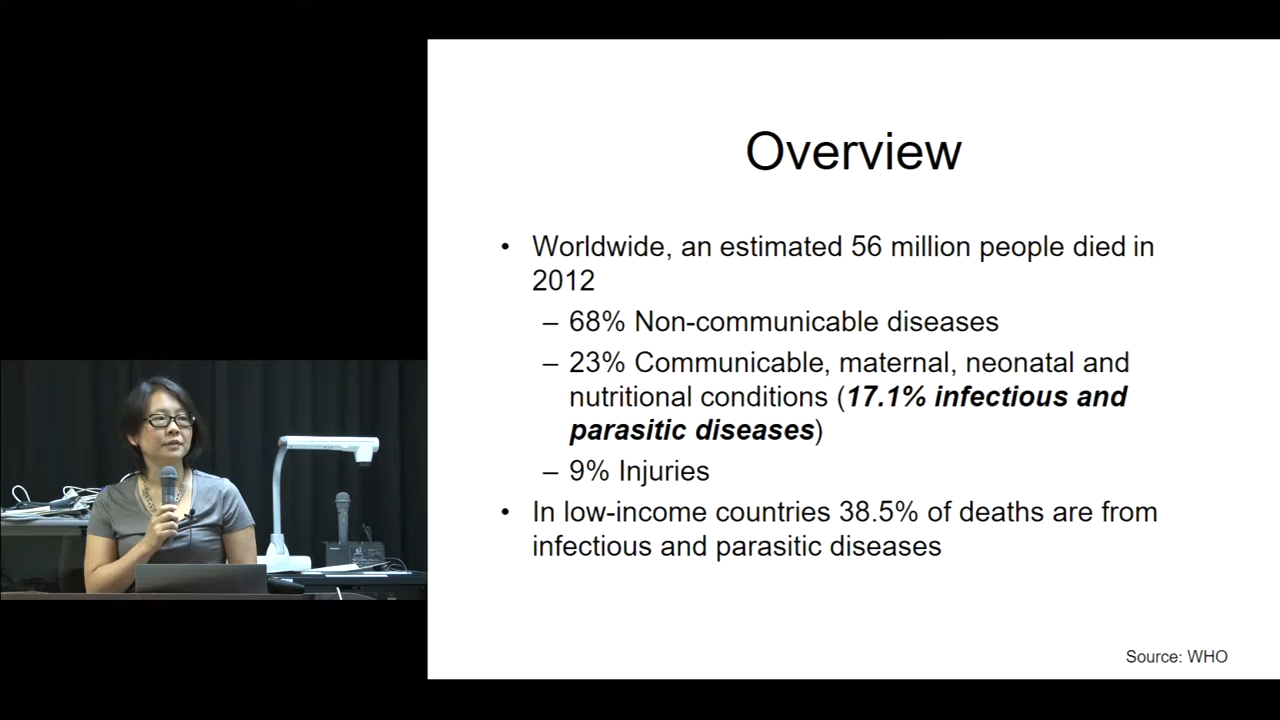 Overview
• Worldwide, an estimated 56 million people died in
2012
– 68% Non-communicable diseases
– 23% Communicable, maternal, neonatal and
nutritional conditions (17.1% infectious and
parasitic diseases)
– 9% Injuries
• In low-income countries 38.5% of deaths are from
infectious and parasitic diseases
Source: WHO